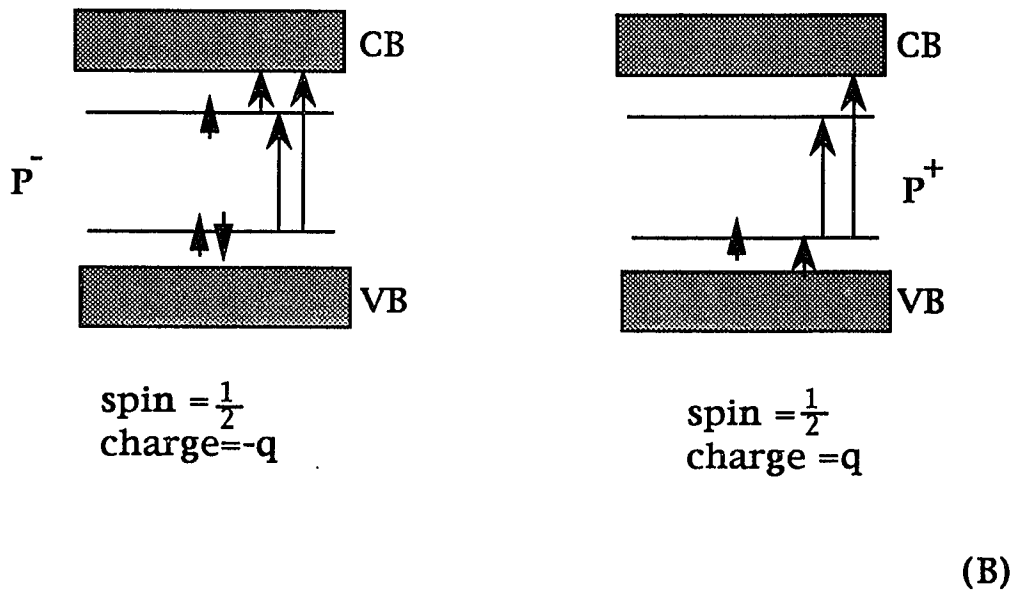 CB
P⁻
VB
spin = 1/2
charge=-q
CB
P⁺
VB
spin = 1/2
charge =q
(B)